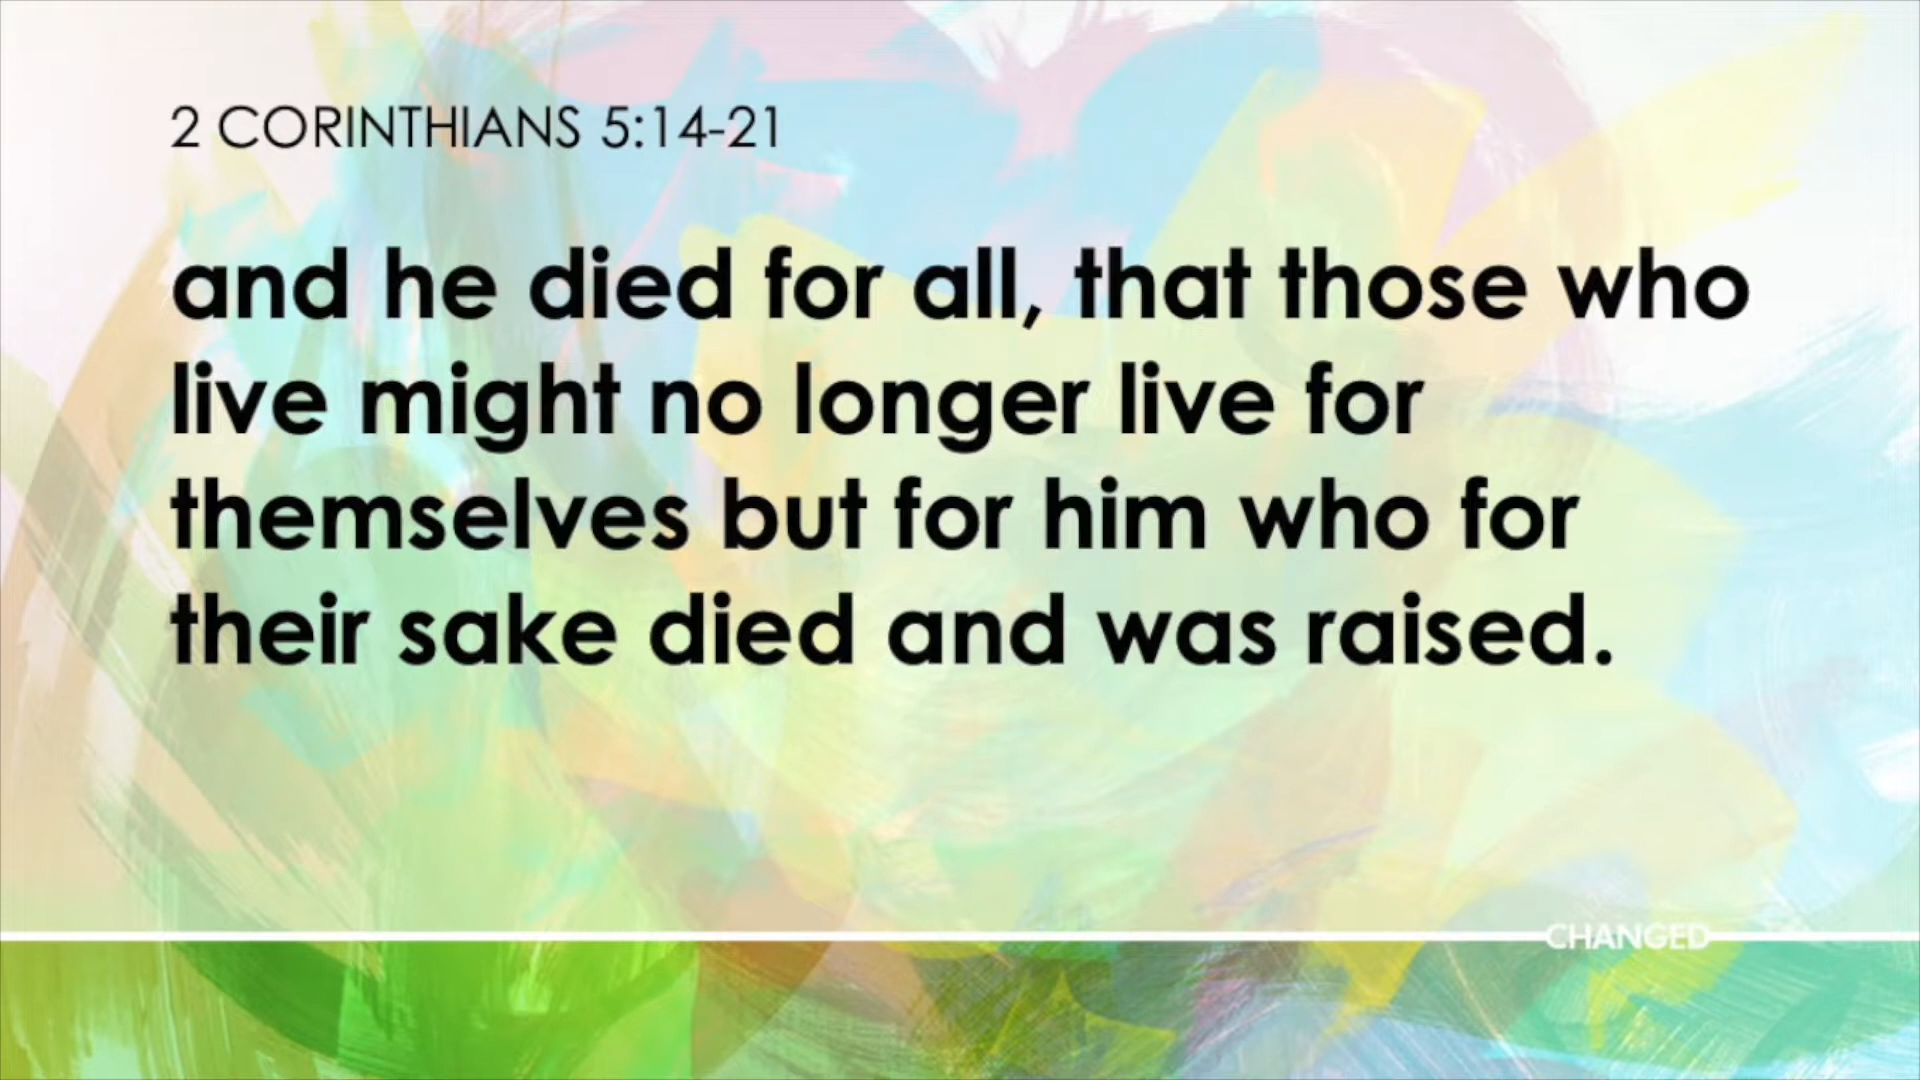 2 CORINTHIANS 5:14-21
and he died for all, that those who
live might no longer live for
themselves but for him who for
their sake died and was raised.
CHANGED